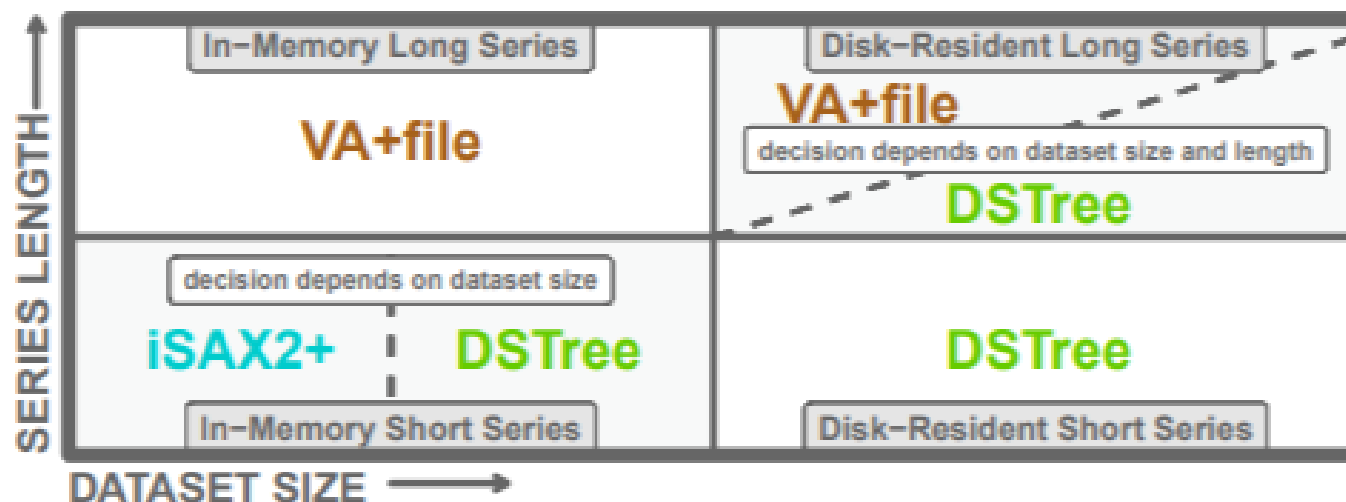 SERIES LENGTH
In-Memory Long Series
VA+file
Disk-Resident Long Series
VA+file
decision depends on dataset size and length
DSTree
decision depends on dataset size
iSAX2+
DSTree
In-Memory Short Series
DSTree
Disk-Resident Short Series
DATASET SIZE